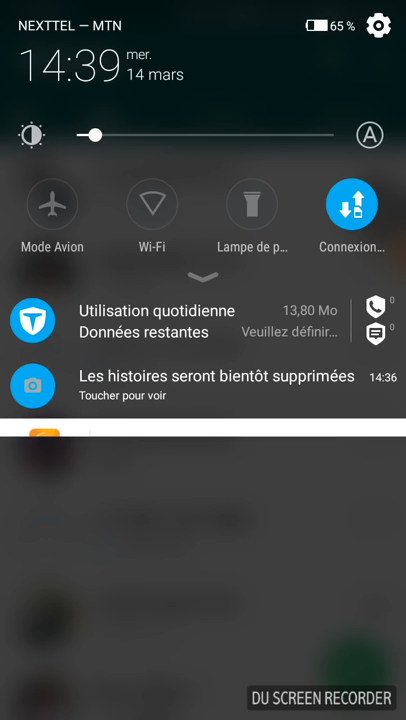 NEXTTEL — MTN
65 %
14:39
mer.
14 mars
A
Mode Avion
Wi-Fi
Lampe de p...
Connexion...
Utilisation quotidienne
13,80 Mo
0
Données restantes
Veuillez définir...
0
Les histoires seront bientôt supprimées
14:36
Toucher pour voir
DU SCREEN RECORDER